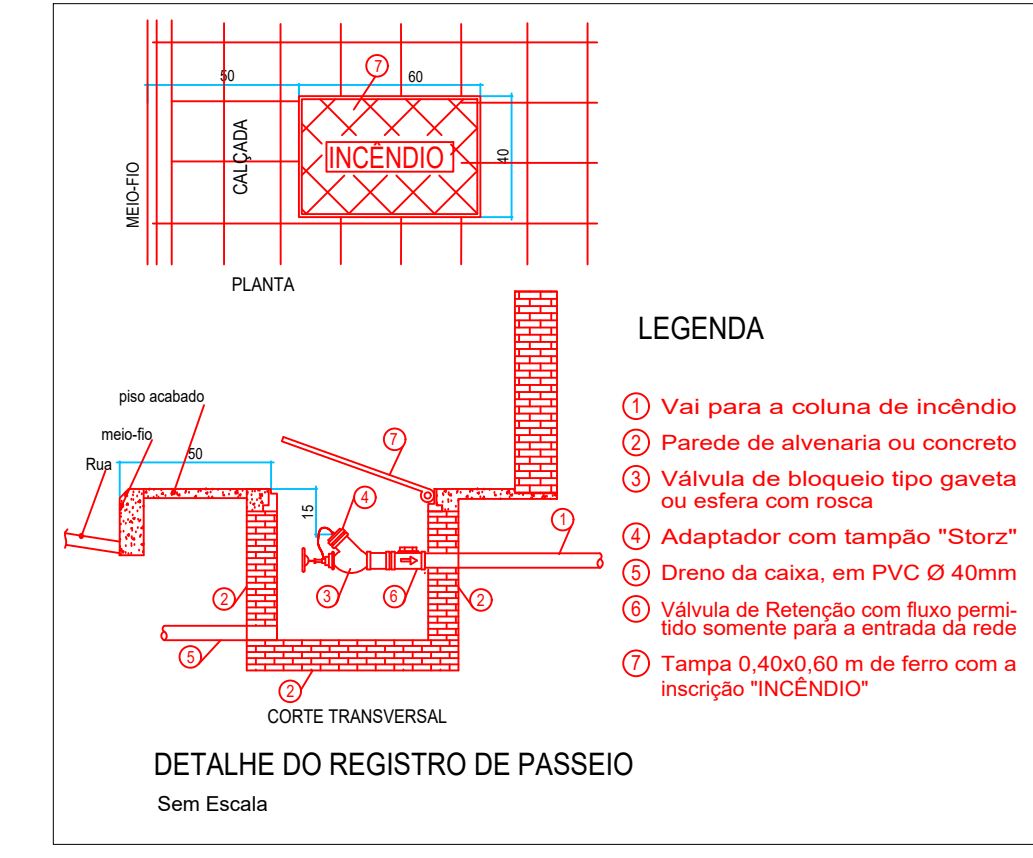 7
50
60
MEIO-FIO
CALÇADA
INCÊNDIO
40
PLANTA
piso acabado
meio-fio
Rua
50
7
4
15
1
2
3
6
2
5
2
CORTE TRANSVERSAL
LEGENDA
1 Vai para a coluna de incêndio
2 Parede de alvenaria ou concreto
3 Válvula de bloqueio tipo gaveta
ou esfera com rosca
4 Adaptador com tampão "Storz"
5 Dreno da caixa, em PVC Ø 40mm
6 Válvula de Retenção com fluxo permi-
tido somente para a entrada da rede
7 Tampa 0,40x0,60 m de ferro com a
inscrição "INCÊNDIO"
DETALHE DO REGISTRO DE PASSEIO
Sem Escala